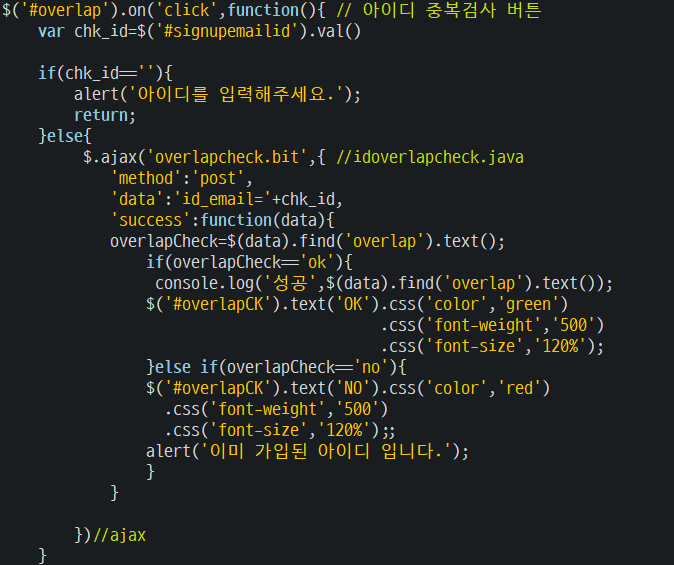 $('#overlap').on('click',function(){ // 아이디 중복검사 버튼
    var chk_id=$('#signupemailid').val()
    if(chk_id==''){
        alert('아이디를 입력해주세요.');
        return;
    }else{
         $.ajax('overlapcheck.bit',{ //idoverlapcheck.java
            'method':'post',
            'data':'id_email='+chk_id,
            'success':function(data){
            overlapCheck=$(data).find('overlap').text();
                if(overlapCheck=='ok'){
                 console.log('성공',$(data).find('overlap').text());
                $('#overlapCK').text('OK').css('color','green')
                                          .css('font-weight','500')
                                          .css('font-size','120%');
                }else if(overlapCheck=='no'){
                $('#overlapCK').text('NO').css('color','red')
                  .css('font-weight','500')
                  .css('font-size','120%');;
                alert('이미 가입된 아이디 입니다.');
                }
            }
        })//ajax
    }